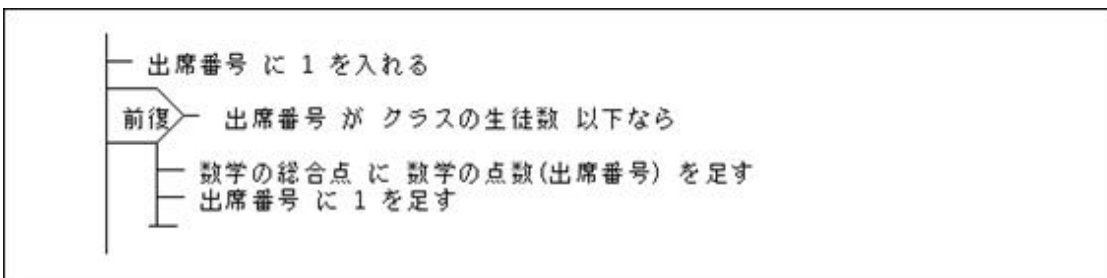 出席番号 に 1 を入れる
前復 出席番号 が クラスの生徒数 以下なら
数学の総合点 に 数学の点数(出席番号) を足す
出席番号 に 1 を足す